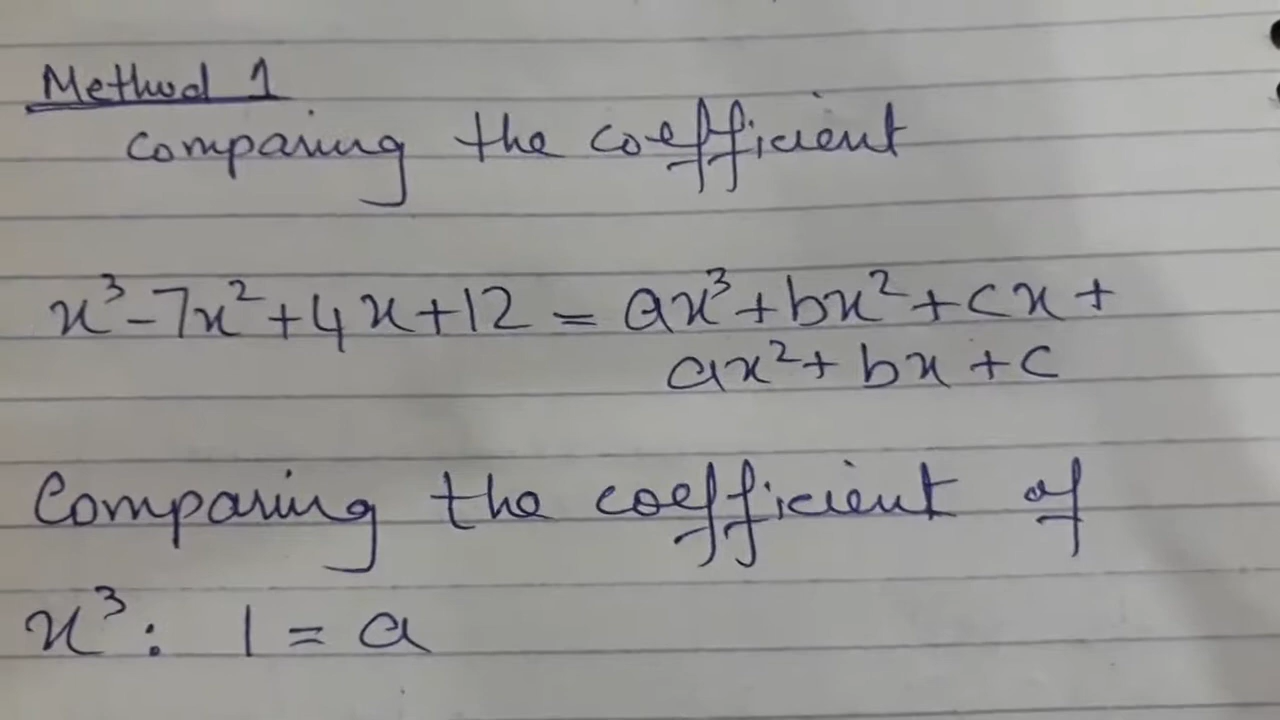 Method 1
Comparing the coefficient
x³-7x²+4x+12 = ax³+bx²+cx+
ax²+bx+c
Comparing the coefficient of
x³: 1 = a